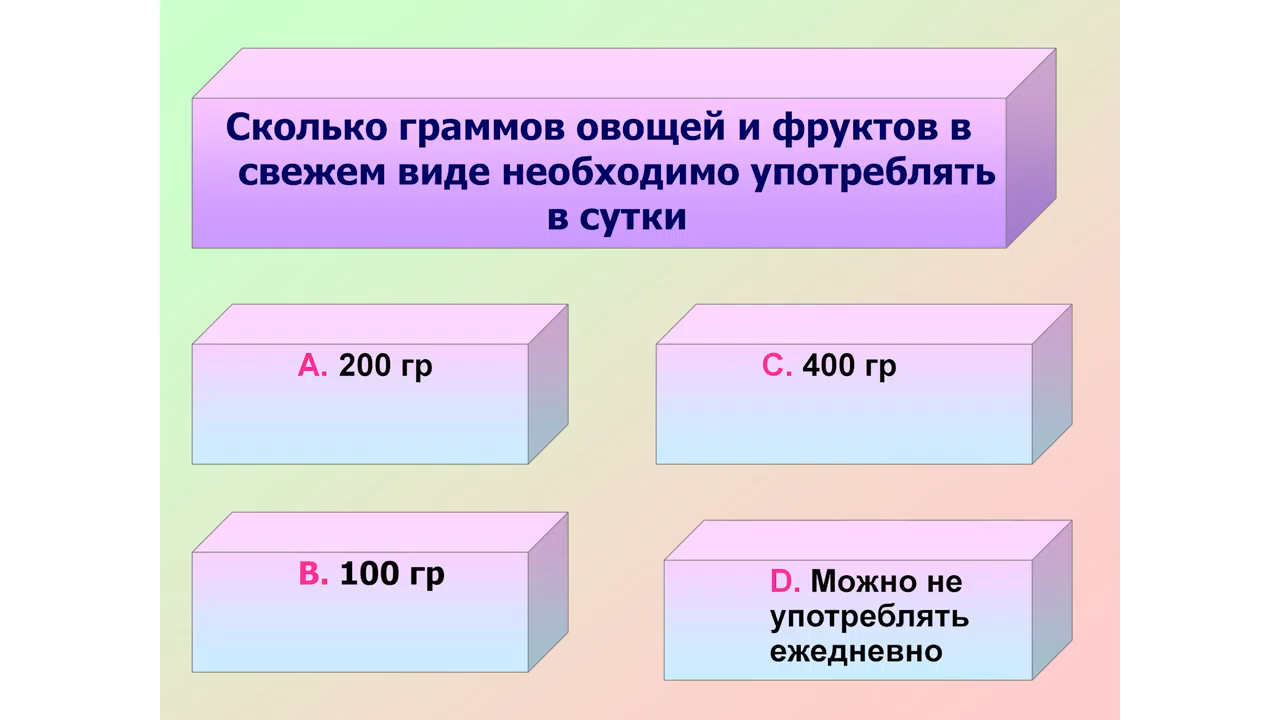 Сколько граммов овощей и фруктов в
свежем виде необходимо употреблять
в сутки
A. 200 гр
C. 400 гр
B. 100 гр
D. Можно не
употреблять
ежедневно